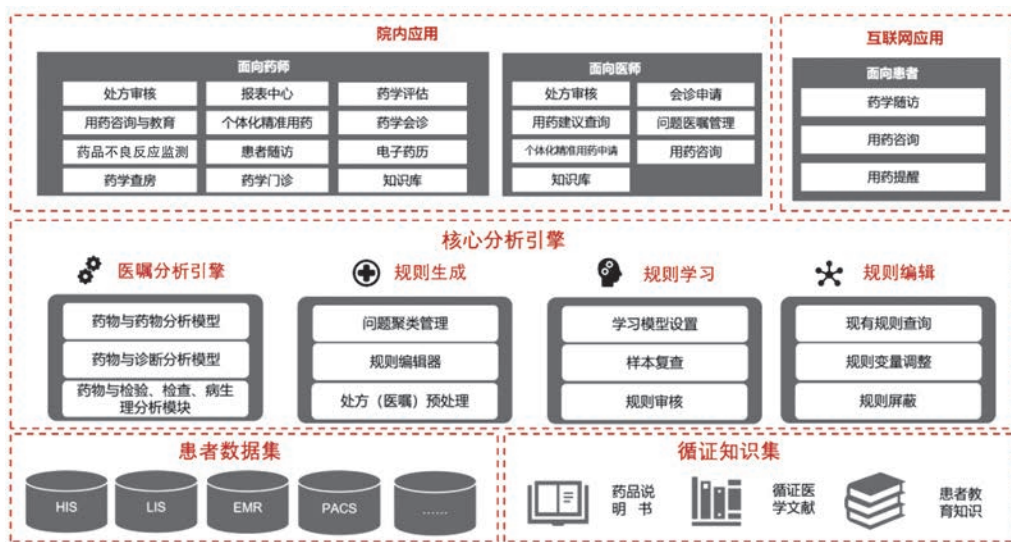 院内应用
面向药师
处方审核 报表中心 药学评估
用药咨询与教育 个体化精准用药 药学会诊
药品不良反应监测 患者随访 电子药历
药学查房 药学门诊 知识库
面向医师
处方审核 会诊申请
用药建议查询 问题医嘱管理
个体化精准用药申请 用药咨询
知识库
互联网应用
面向患者
药学随访
用药咨询
用药提醒
核心分析引擎
医嘱分析引擎
药物与药物分析模型
药物与诊断分析模型
药物与检验、检查、病生
理分析模块
规则生成
问题聚类管理
规则编辑器
处方（医嘱）预处理
规则学习
学习模型设置
样本复查
规则审核
规则编辑
现有规则查询
规则变量调整
规则屏蔽
患者数据集
HIS LIS EMR PACS ……
循证知识集
药品说
明 书
循证医
学文献
患者教
育知识